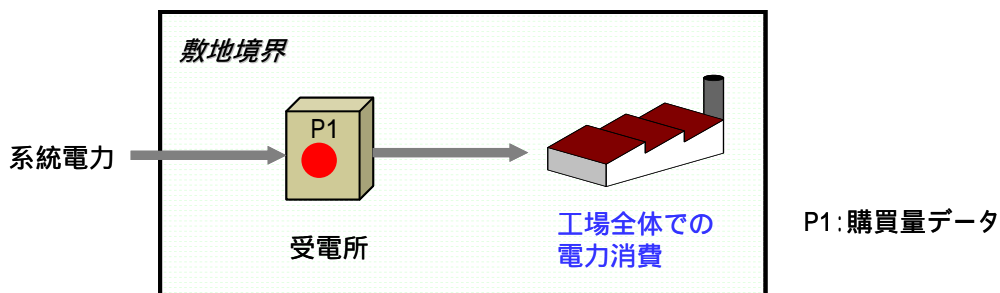 敷地境界
P1
系統電力
受電所
工場全体での
電力消費
P1:購買量データ